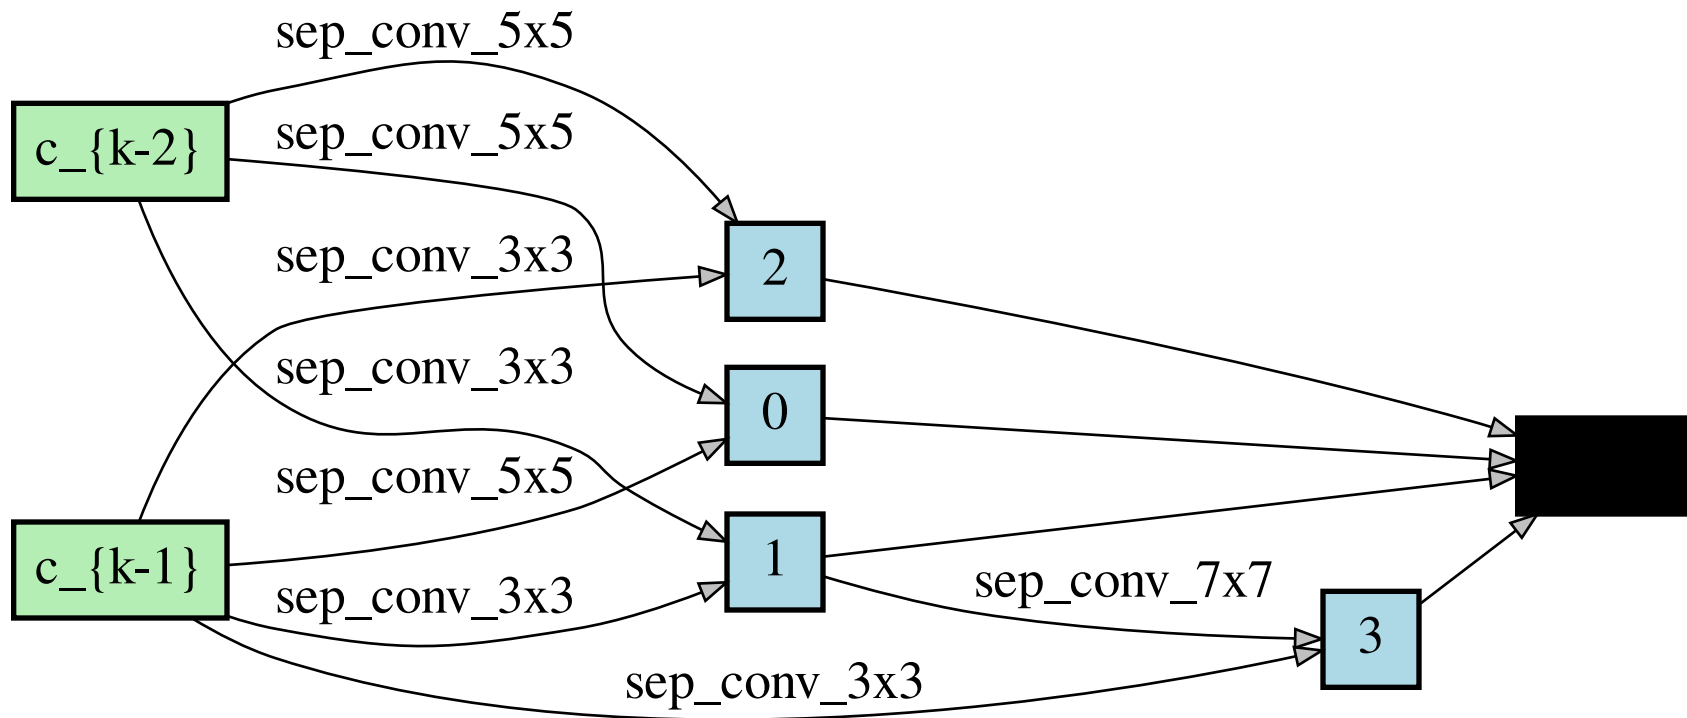 sep_conv_5x5
c_{k-2}
sep_conv_5x5
sep_conv_3x3
2
sep_conv_3x3
0
sep_conv_5x5
c_{k-1}
1
sep_conv_7x7
sep_conv_3x3
3
sep_conv_3x3